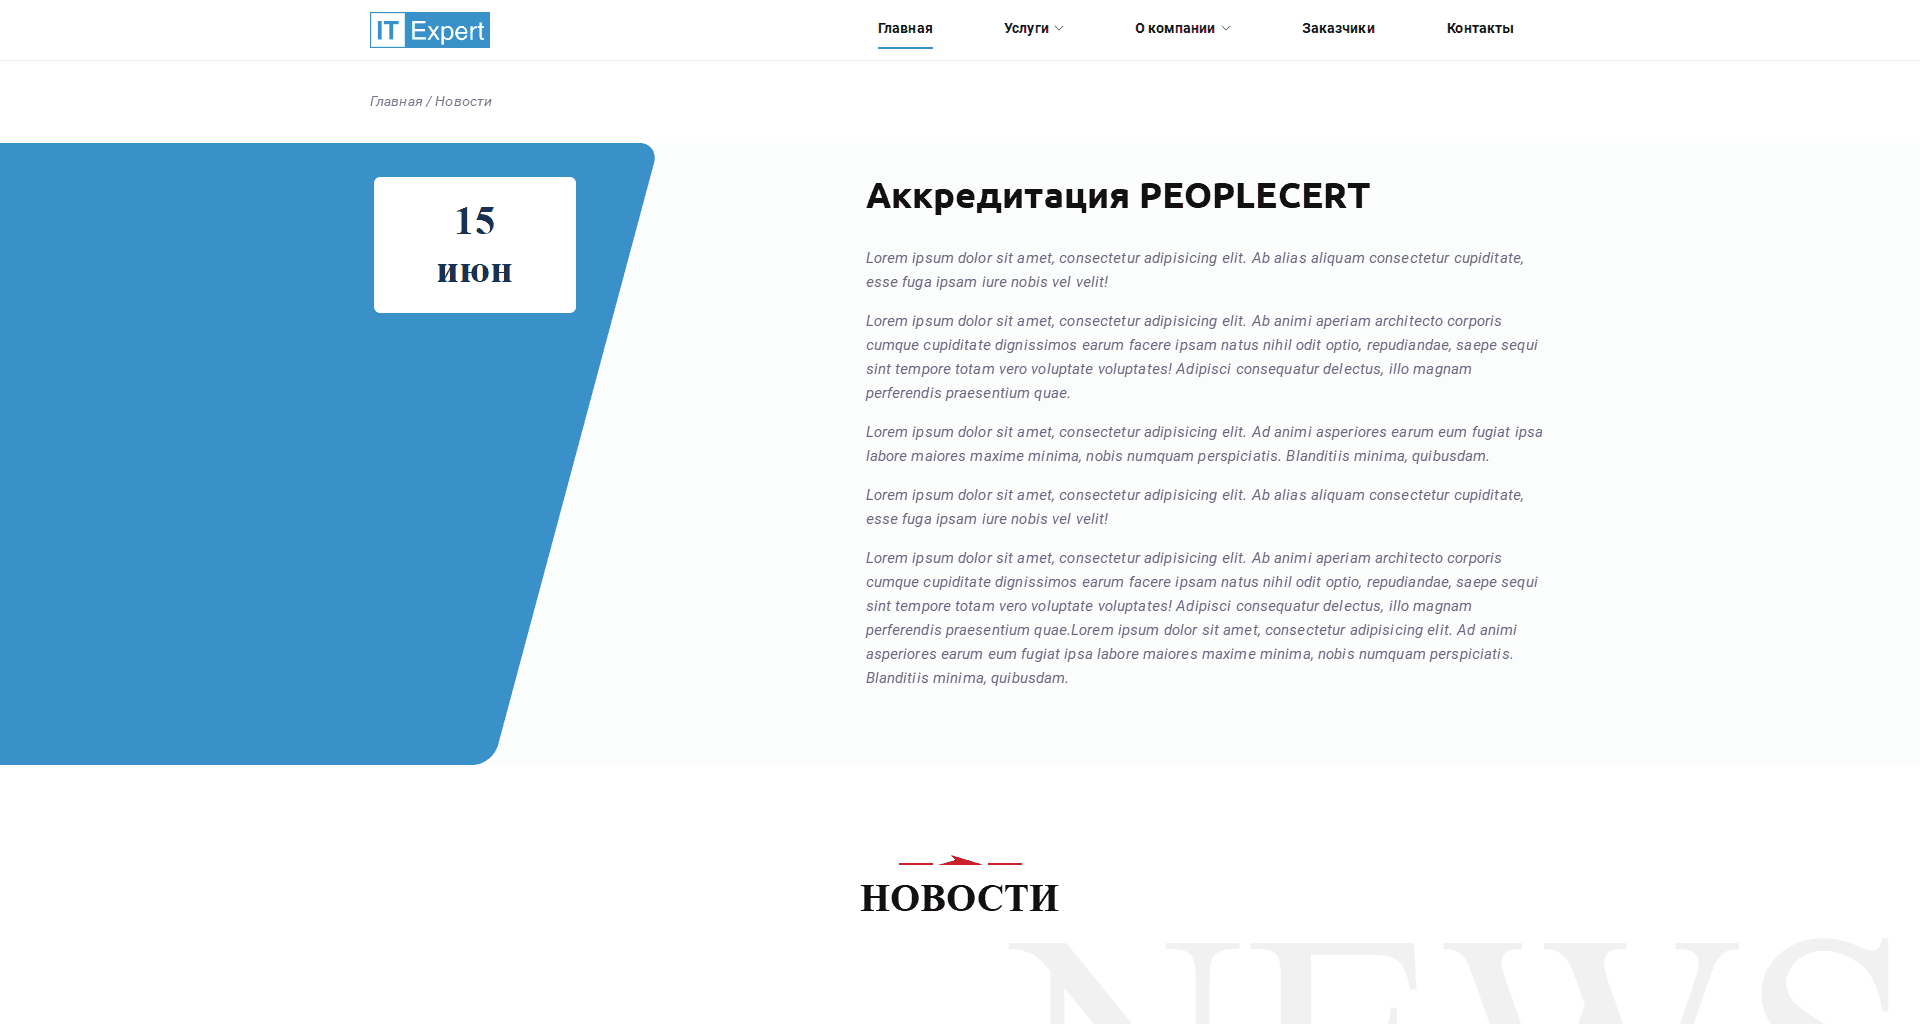 IT Expert
Главная Услуги О компании Заказчики Контакты
Главная / Новости
15
июн
Аккредитация PEOPLECERT
Lorem ipsum dolor sit amet, consectetur adipisicing elit. Ab alias aliquam consectetur cupiditate,
esse fuga ipsam iure nobis vel velit!
Lorem ipsum dolor sit amet, consectetur adipisicing elit. Ab animi aperiam architecto corporis
cumque cupiditate dignissimos earum facere ipsam natus nihil odit optio, repudiandae, saepe sequi
sint tempore totam vero voluptate voluptates! Adipisci consequatur delectus, illo magnam
perferendis praesentium quae.
Lorem ipsum dolor sit amet, consectetur adipisicing elit. Ad animi asperiores earum eum fugiat ipsa
labore maiores maxime minima, nobis numquam perspiciatis. Blanditiis minima, quibusdam.
Lorem ipsum dolor sit amet, consectetur adipisicing elit. Ab alias aliquam consectetur cupiditate,
esse fuga ipsam iure nobis vel velit!
Lorem ipsum dolor sit amet, consectetur adipisicing elit. Ab animi aperiam architecto corporis
cumque cupiditate dignissimos earum facere ipsam natus nihil odit optio, repudiandae, saepe sequi
sint tempore totam vero voluptate voluptates! Adipisci consequatur delectus, illo magnam
perferendis praesentium quae.Lorem ipsum dolor sit amet, consectetur adipisicing elit. Ad animi
asperiores earum eum fugiat ipsa labore maiores maxime minima, nobis numquam perspiciatis.
Blanditiis minima, quibusdam.
НОВОСТИ
NEWS